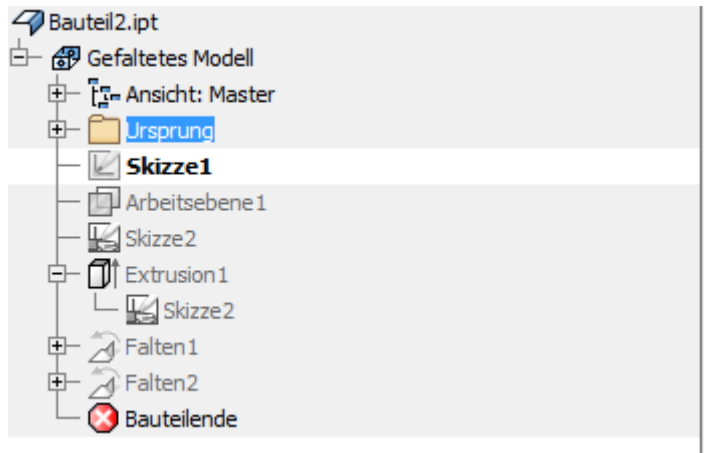 Bauteil2.ipt
Gefaltetes Modell
Ansicht: Master
Ursprung
Skizze1
Arbeitsebene1
Skizze2
Extrusion1
Skizze2
Falten1
Falten2
Bauteilende